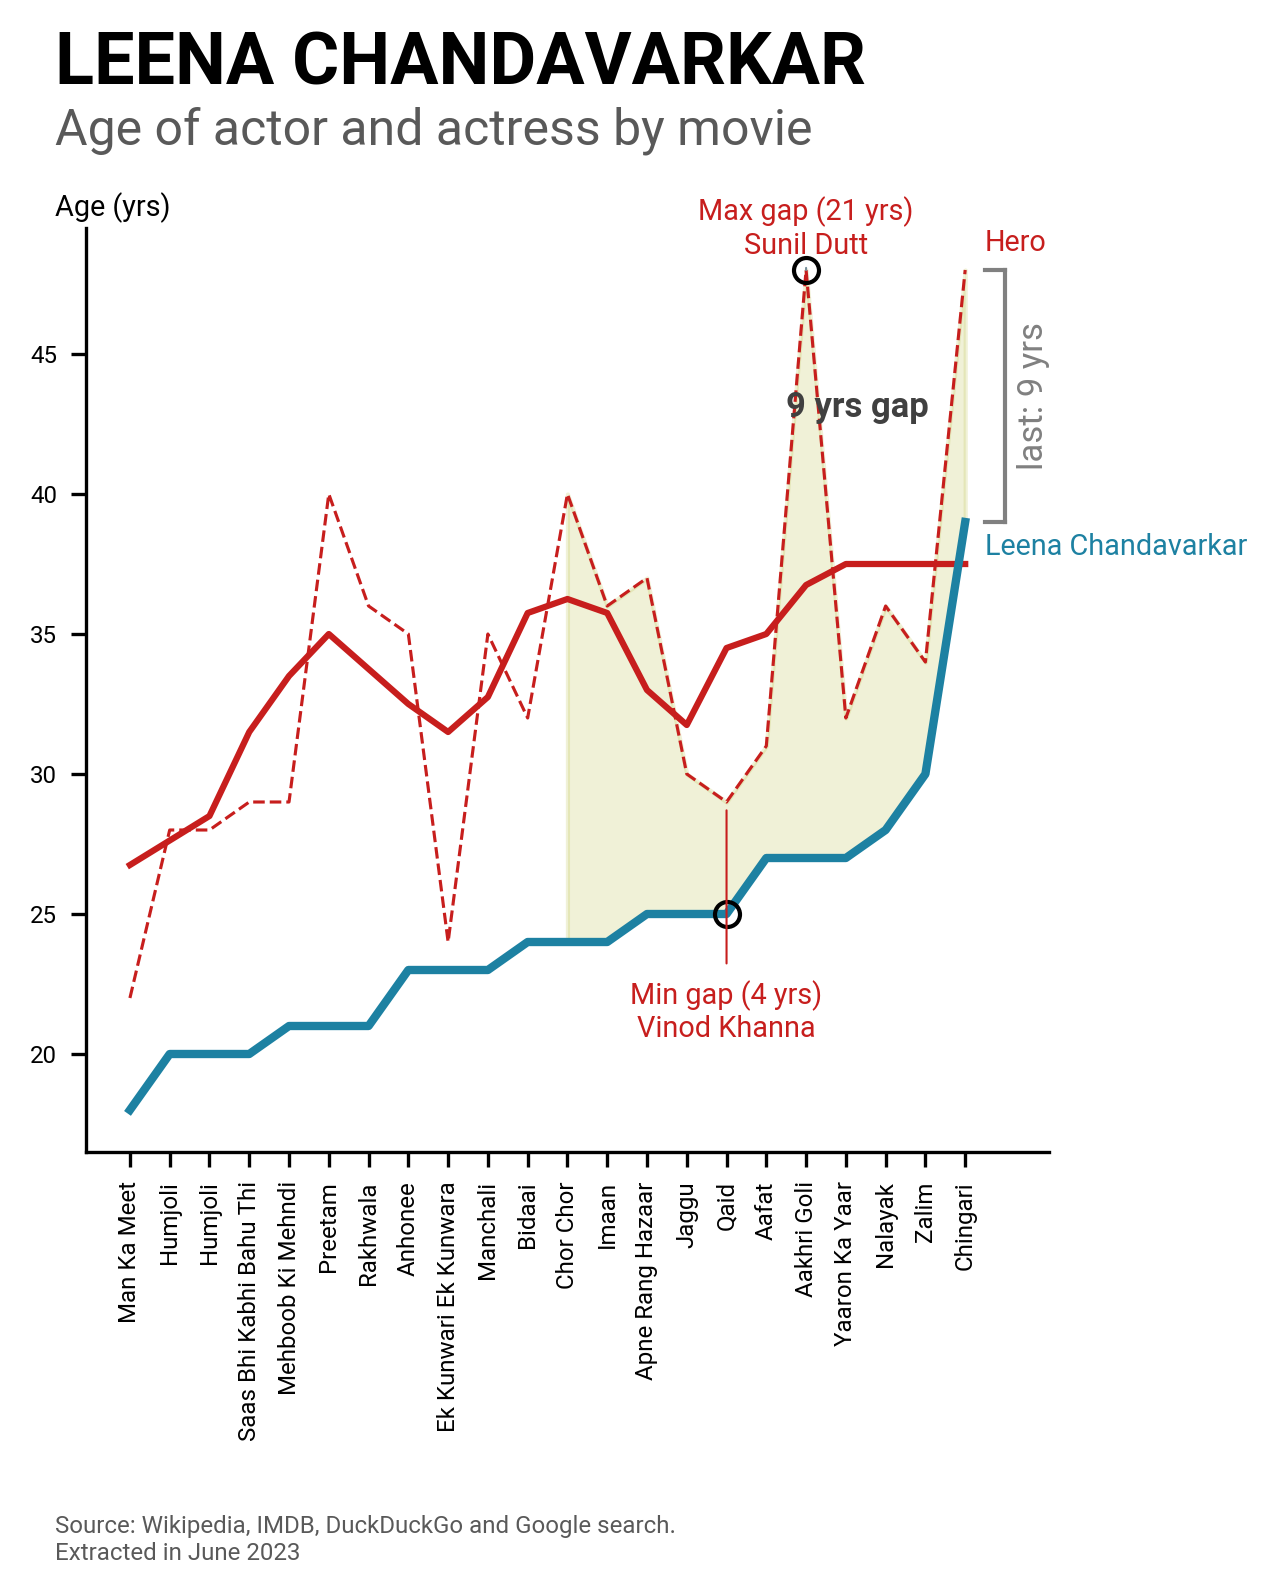 LEENA CHANDAVARKAR
Age of actor and actress by movie
Age (yrs)
Max gap (21 yrs)
Sunil Dutt
Hero
45
last: 9 yrs
9 yrs gap
40
Leena Chandavarkar
35
30
25
Min gap (4 yrs)
Vinod Khanna
20
Man Ka Meet
Humjoli
Humjoli
Saas Bhi Kabhi Bahu Thi
Mehboob Ki Mehndi
Preetam
Rakhwala
Anhonee
Ek Kunwari Ek Kunwara
Manchali
Bidaai
Chor Chor
Imaan
Apne Rang Hazaar
Jaggu
Qaid
Aafat
Aakhri Goli
Yaaron Ka Yaar
Nalayak
Zalim
Chingari
Source: Wikipedia, IMDB, DuckDuckGo and Google search.
Extracted in June 2023